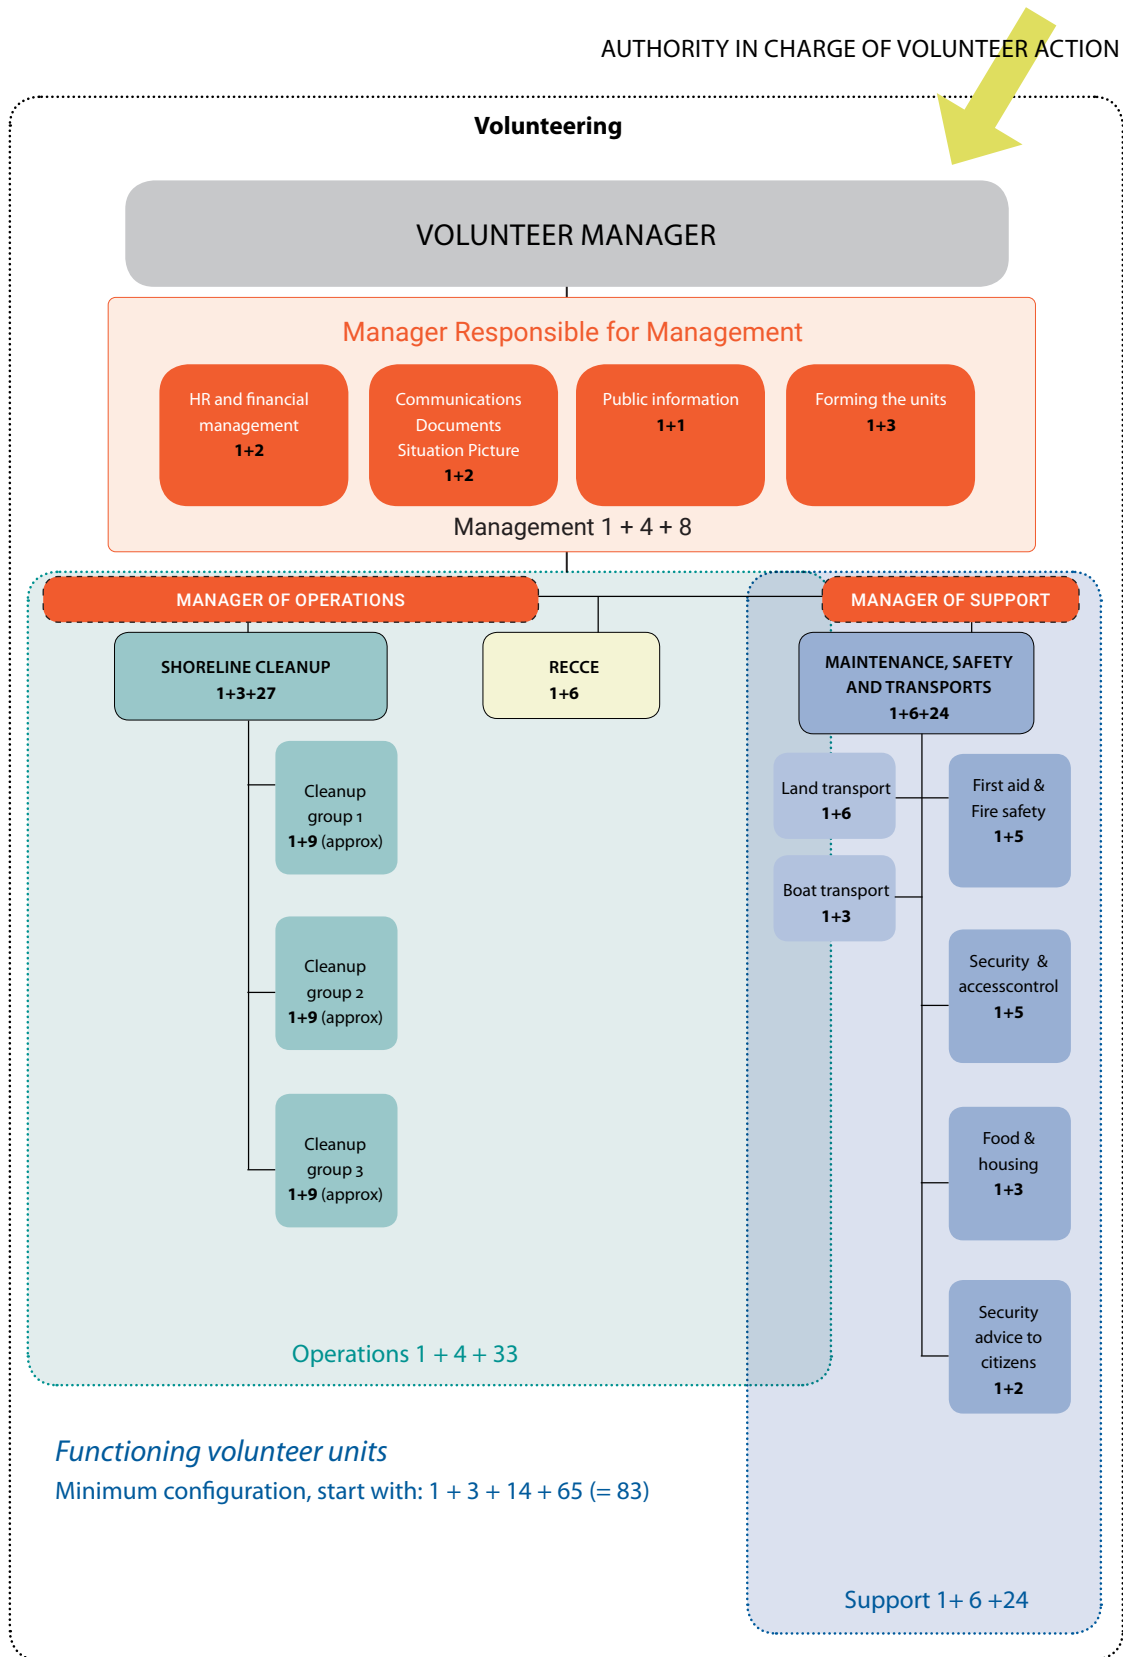 AUTHORITY IN CHARGE OF VOLUNTEER ACTION
Volunteering
VOLUNTEER MANAGER
Manager Responsible for Management
HR and financial
management
1+2
Communications
Documents
Situation Picture
1+2
Public information
1+1
Forming the units
1+3
Management 1 + 4 + 8
MANAGER OF OPERATIONS
MANAGER OF SUPPORT
SHORELINE CLEANUP
1+3+27
RECCE
1+6
MAINTENANCE, SAFETY
AND TRANSPORTS
1+6+24
Cleanup
group 1
1+9 (approx)
Cleanup
group 2
1+9 (approx)
Cleanup
group 3
1+9 (approx)
Land transport
1+6
Boat transport
1+3
First aid &
Fire safety
1+5
Security &
accesscontrol
1+5
Food &
housing
1+3
Security
advice to
citizens
1+2
Operations 1 + 4 + 33
Functioning volunteer units
Minimum configuration, start with: 1 + 3 + 14 + 65 (= 83)
Support 1+ 6 +24